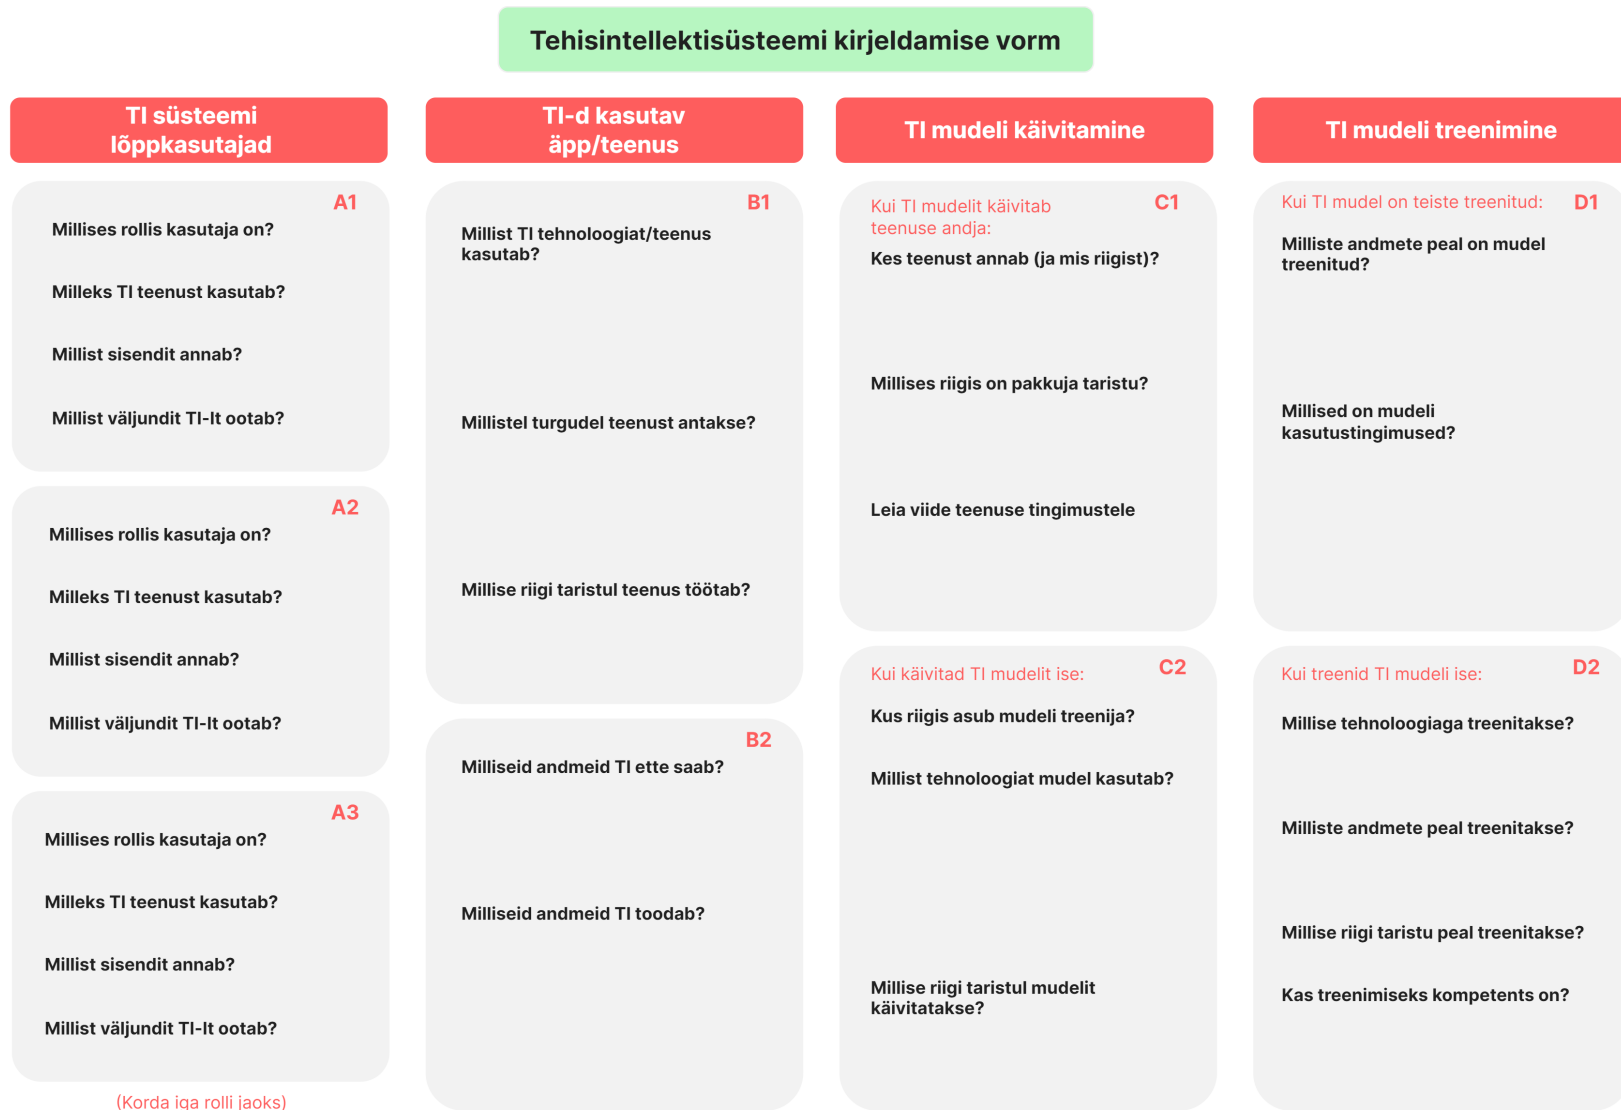 Tehisintellektisüsteemi kirjeldamise vorm
TI süsteemi
lõppkasutajad
A1
Millises rollis kasutaja on?
Milleks TI teenust kasutab?
Millist sisendit annab?
Millist väljundit TI-lt ootab?
A2
Millises rollis kasutaja on?
Milleks TI teenust kasutab?
Millist sisendit annab?
Millist väljundit TI-lt ootab?
A3
Millises rollis kasutaja on?
Milleks TI teenust kasutab?
Millist sisendit annab?
Millist väljundit TI-lt ootab?
(Korda iga rolli jaoks)
TI-d kasutav
äpp/teenus
B1
Millist TI tehnoloogiat/teenus
kasutab?
Millistel turgudel teenust antakse?
Millise riigi taristul teenus töötab?
B2
Milliseid andmeid TI ette saab?
Milliseid andmeid TI toodab?
TI mudeli käivitamine
C1
Kui TI mudelit käivitab
teenuse andja:
Kes teenust annab (ja mis riigist)?
Millises riigis on pakkuja taristu?
Leia viide teenuse tingimustele
C2
Kui käivitad TI mudelit ise:
Kus riigis asub mudeli treenija?
Millist tehnoloogiat mudel kasutab?
Millise riigi taristul mudelit
käivitatakse?
TI mudeli treenimine
Kui TI mudel on teiste treenitud:
D1
Milliste andmete peal on mudel
treenitud?
Millised on mudeli
kasutustingimused?
D2
Kui treenid TI mudeli ise:
Millise tehnoloogiaga treenitakse?
Milliste andmete peal treenitakse?
Millise riigi taristu peal treenitakse?
Kas treenimiseks kompetents on?